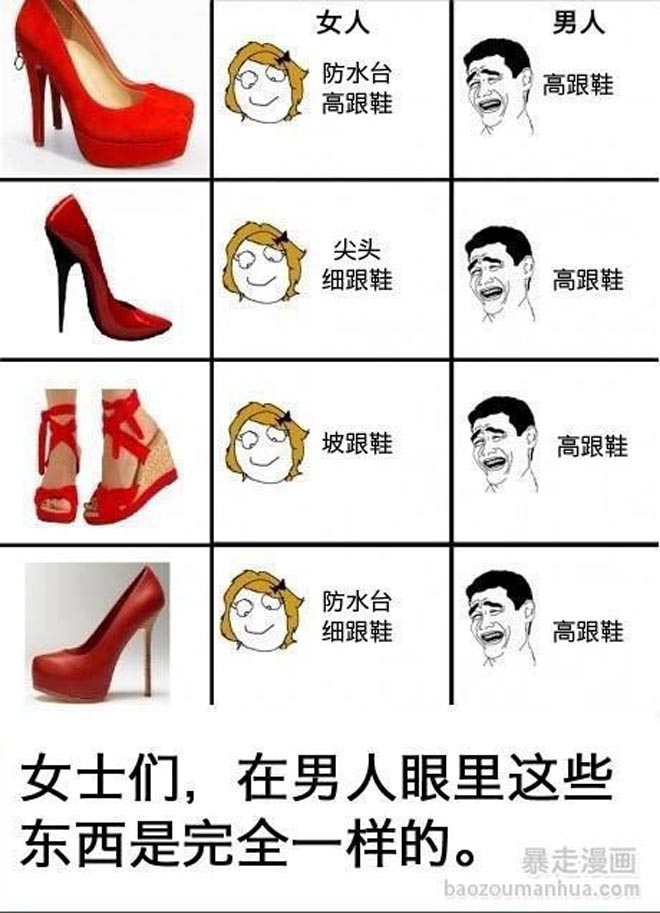 女人
男人
防水台
高跟鞋
高跟鞋
尖头
细跟鞋
高跟鞋
坡跟鞋
高跟鞋
防水台
细跟鞋
高跟鞋
女士们，在男人眼里这些
东西是完全一样的。
暴走漫画
baozoumanhua.com